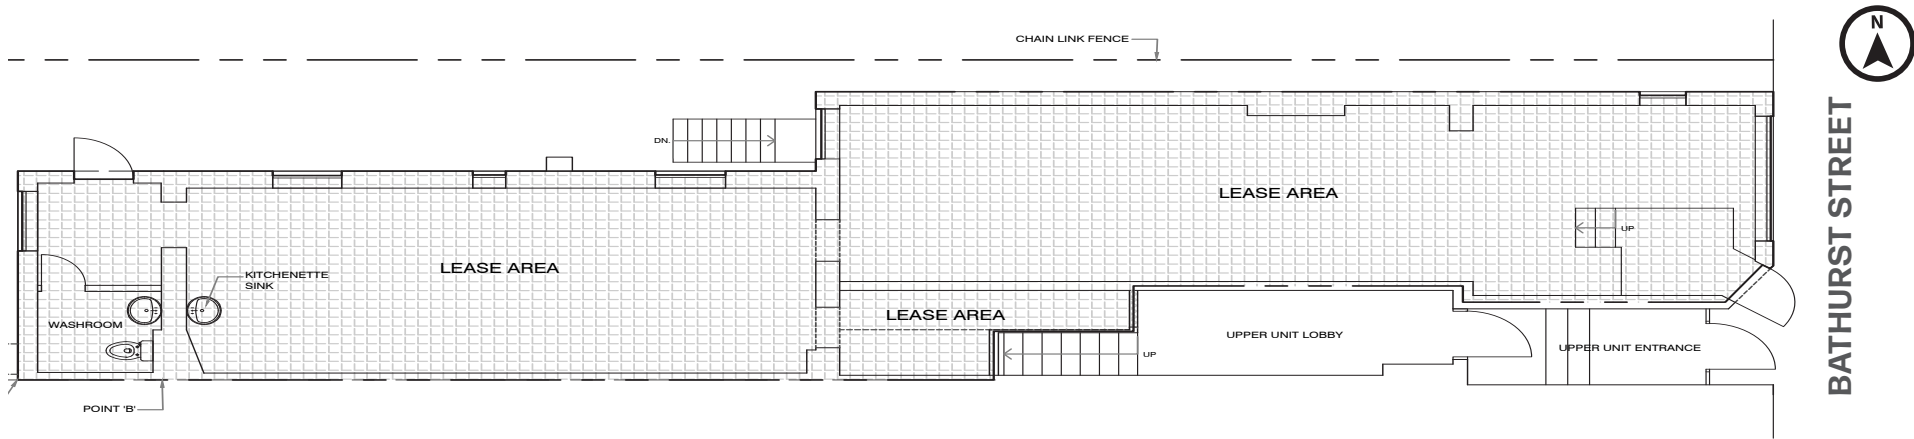 N
CHAIN LINK FENCE
BATHURST STREET
DN.
LEASE AREA
UP
LEASE AREA
KITCHENETTE
SINK
LEASE AREA
WASHROOM
UPPER UNIT LOBBY
UP
UPPER UNIT ENTRANCE
POINT 'B'